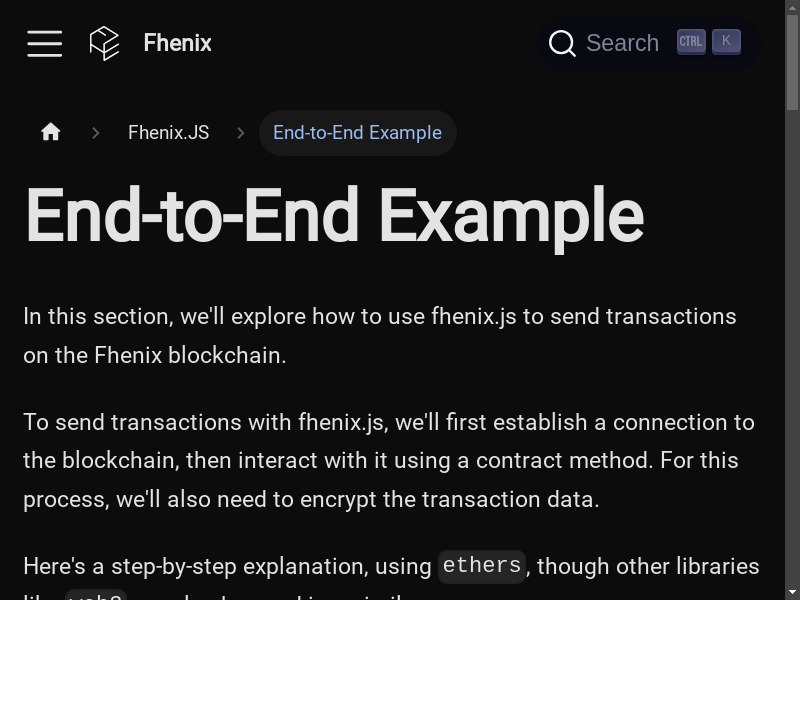 Fhenix
Search CTRL K
Fhenix.JS
End-to-End Example
End-to-End Example
In this section, we'll explore how to use fhenix.js to send transactions
on the Fhenix blockchain.
To send transactions with fhenix.js, we'll first establish a connection to
the blockchain, then interact with it using a contract method. For this
process, we'll also need to encrypt the transaction data.
Here's a step-by-step explanation, using ethers, though other libraries